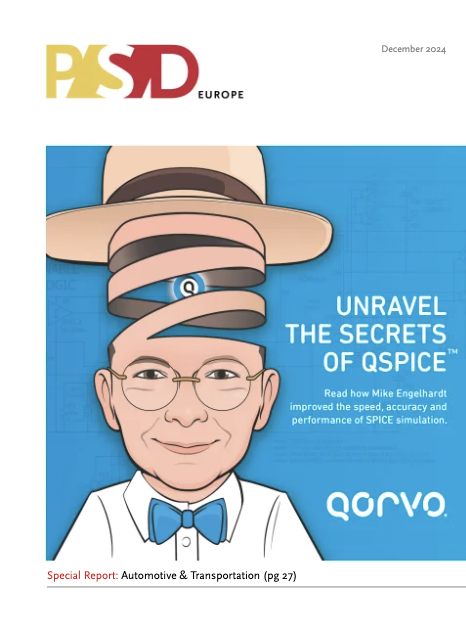 December 2024
PSD
EUROPE
Q
UNRAVEL
THE SECRETS
OF QSPICE™
Read how Mike Engelhardt
improved the speed, accuracy and
performance of SPICE simulation.
QORVO
Special Report: Automotive & Transportation (pg 27)